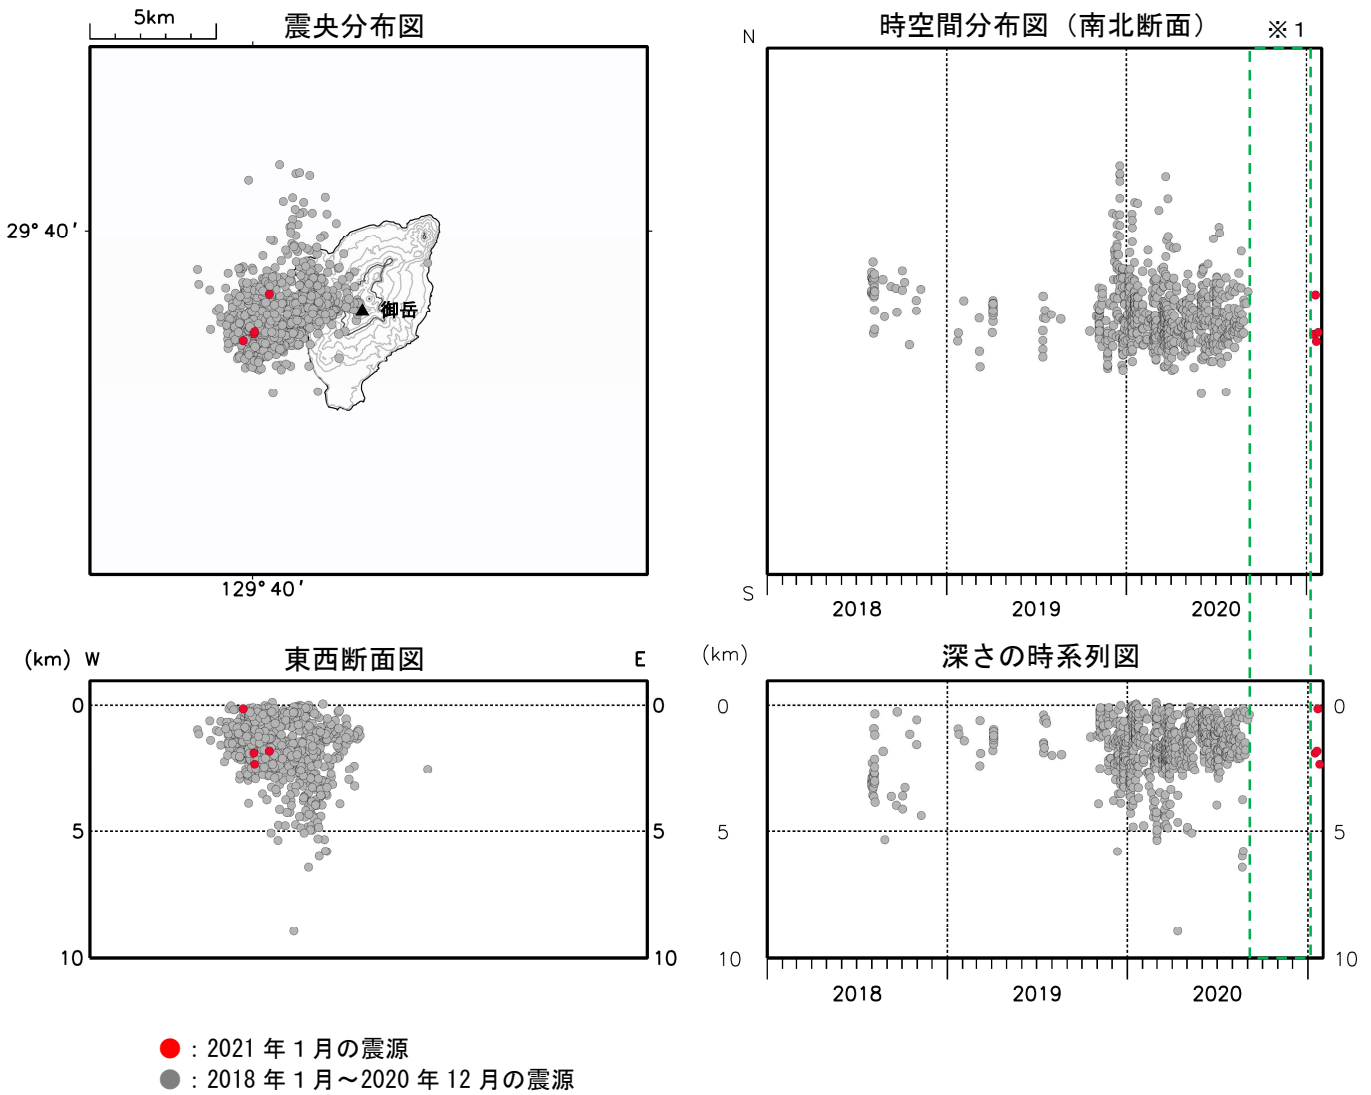 5km
震央分布図
29° 40′
御岳
129° 40′
時空間分布図（南北断面）
※１
N
S
2018 2019 2020
(km) W 東西断面図 E
0 0
5 5
10 10
(km) 深さの時系列図
0 0
5 5
10 10
2018 2019 2020
：2021 年１月の震源
：2018 年１月～2020 年 12 月の震源